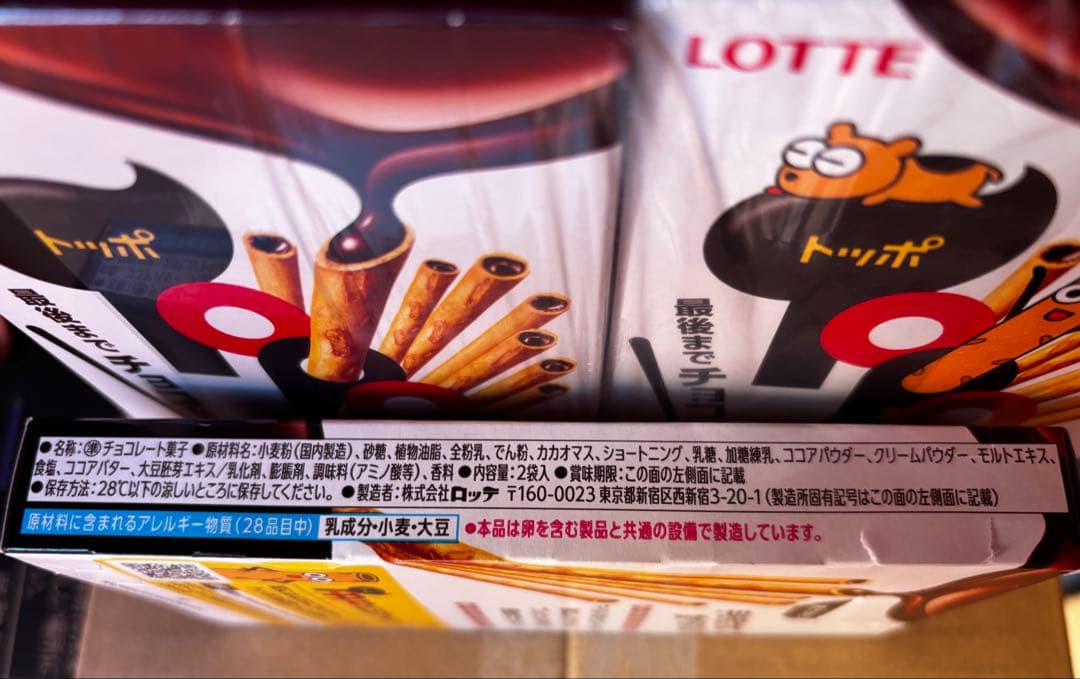 LOTTE
トッポ
トッポ
最後までチョコ
●名称:㊗チョコレート菓子 ●原材料名:小麦粉(国内製造)、砂糖、植物油脂、全粉乳、でん粉、カカオマス、ショートニング、乳糖、加糖練乳、ココアパウダー、クリームパウダー、モルトエキス、
食塩、ココアバター、大豆胚芽エキス/乳化剤、膨脹剤、調味料(アミノ酸等)、香料 ●内容量:2袋入 ●賞味期限:この面の左側面に記載
●保存方法:28℃以下の涼しいところに保存してください。 ●製造者:株式会社ロッテ 〒160-0023 東京都新宿区西新宿3-20-1(製造所固有記号はこの面の左側面に記載)
原材料に含まれるアレルギー物質(28品目中) 乳成分・小麦・大豆 ●本品は卵を含む製品と共通の設備で製造しています。